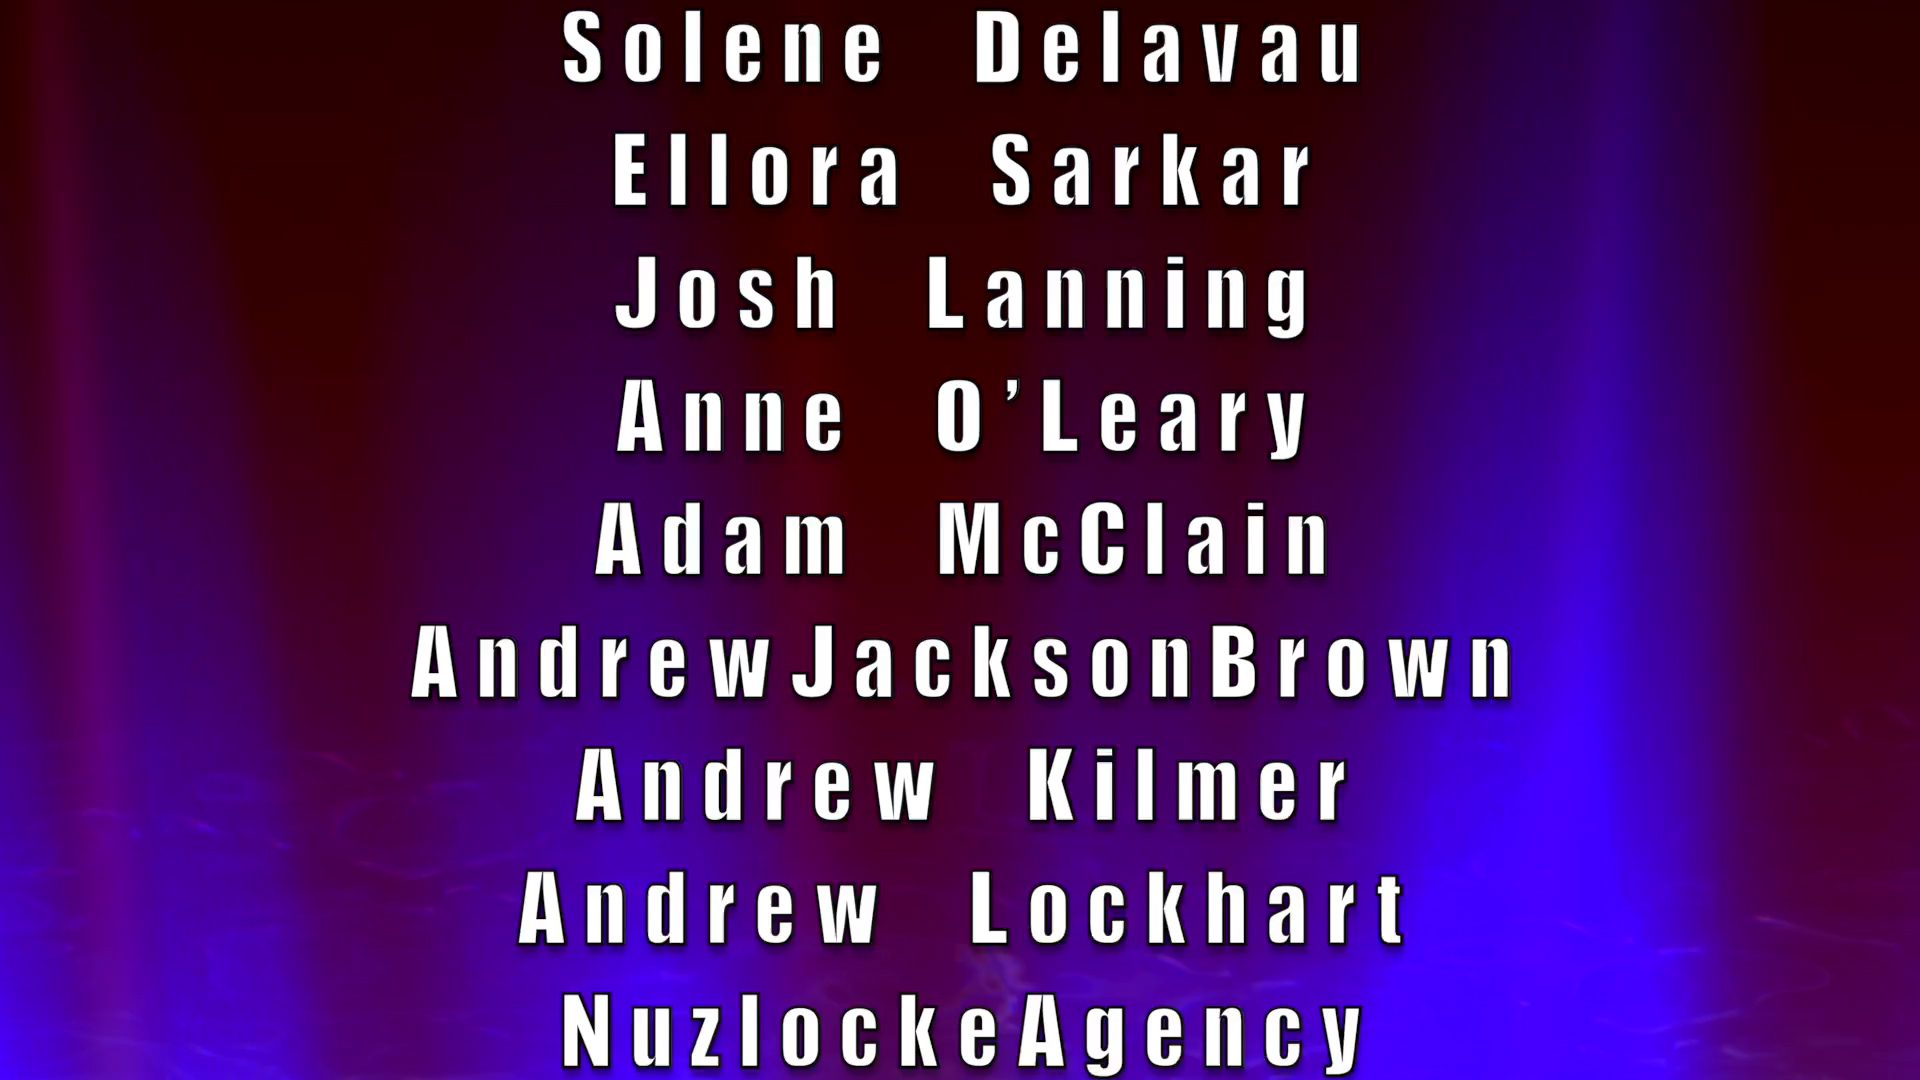 Solene Delavau
Ellora Sarkar
Josh Lanning
Anne O’Leary
Adam McClain
AndrewJacksonBrown
Andrew Kilmer
Andrew Lockhart
NuzlockeAgency